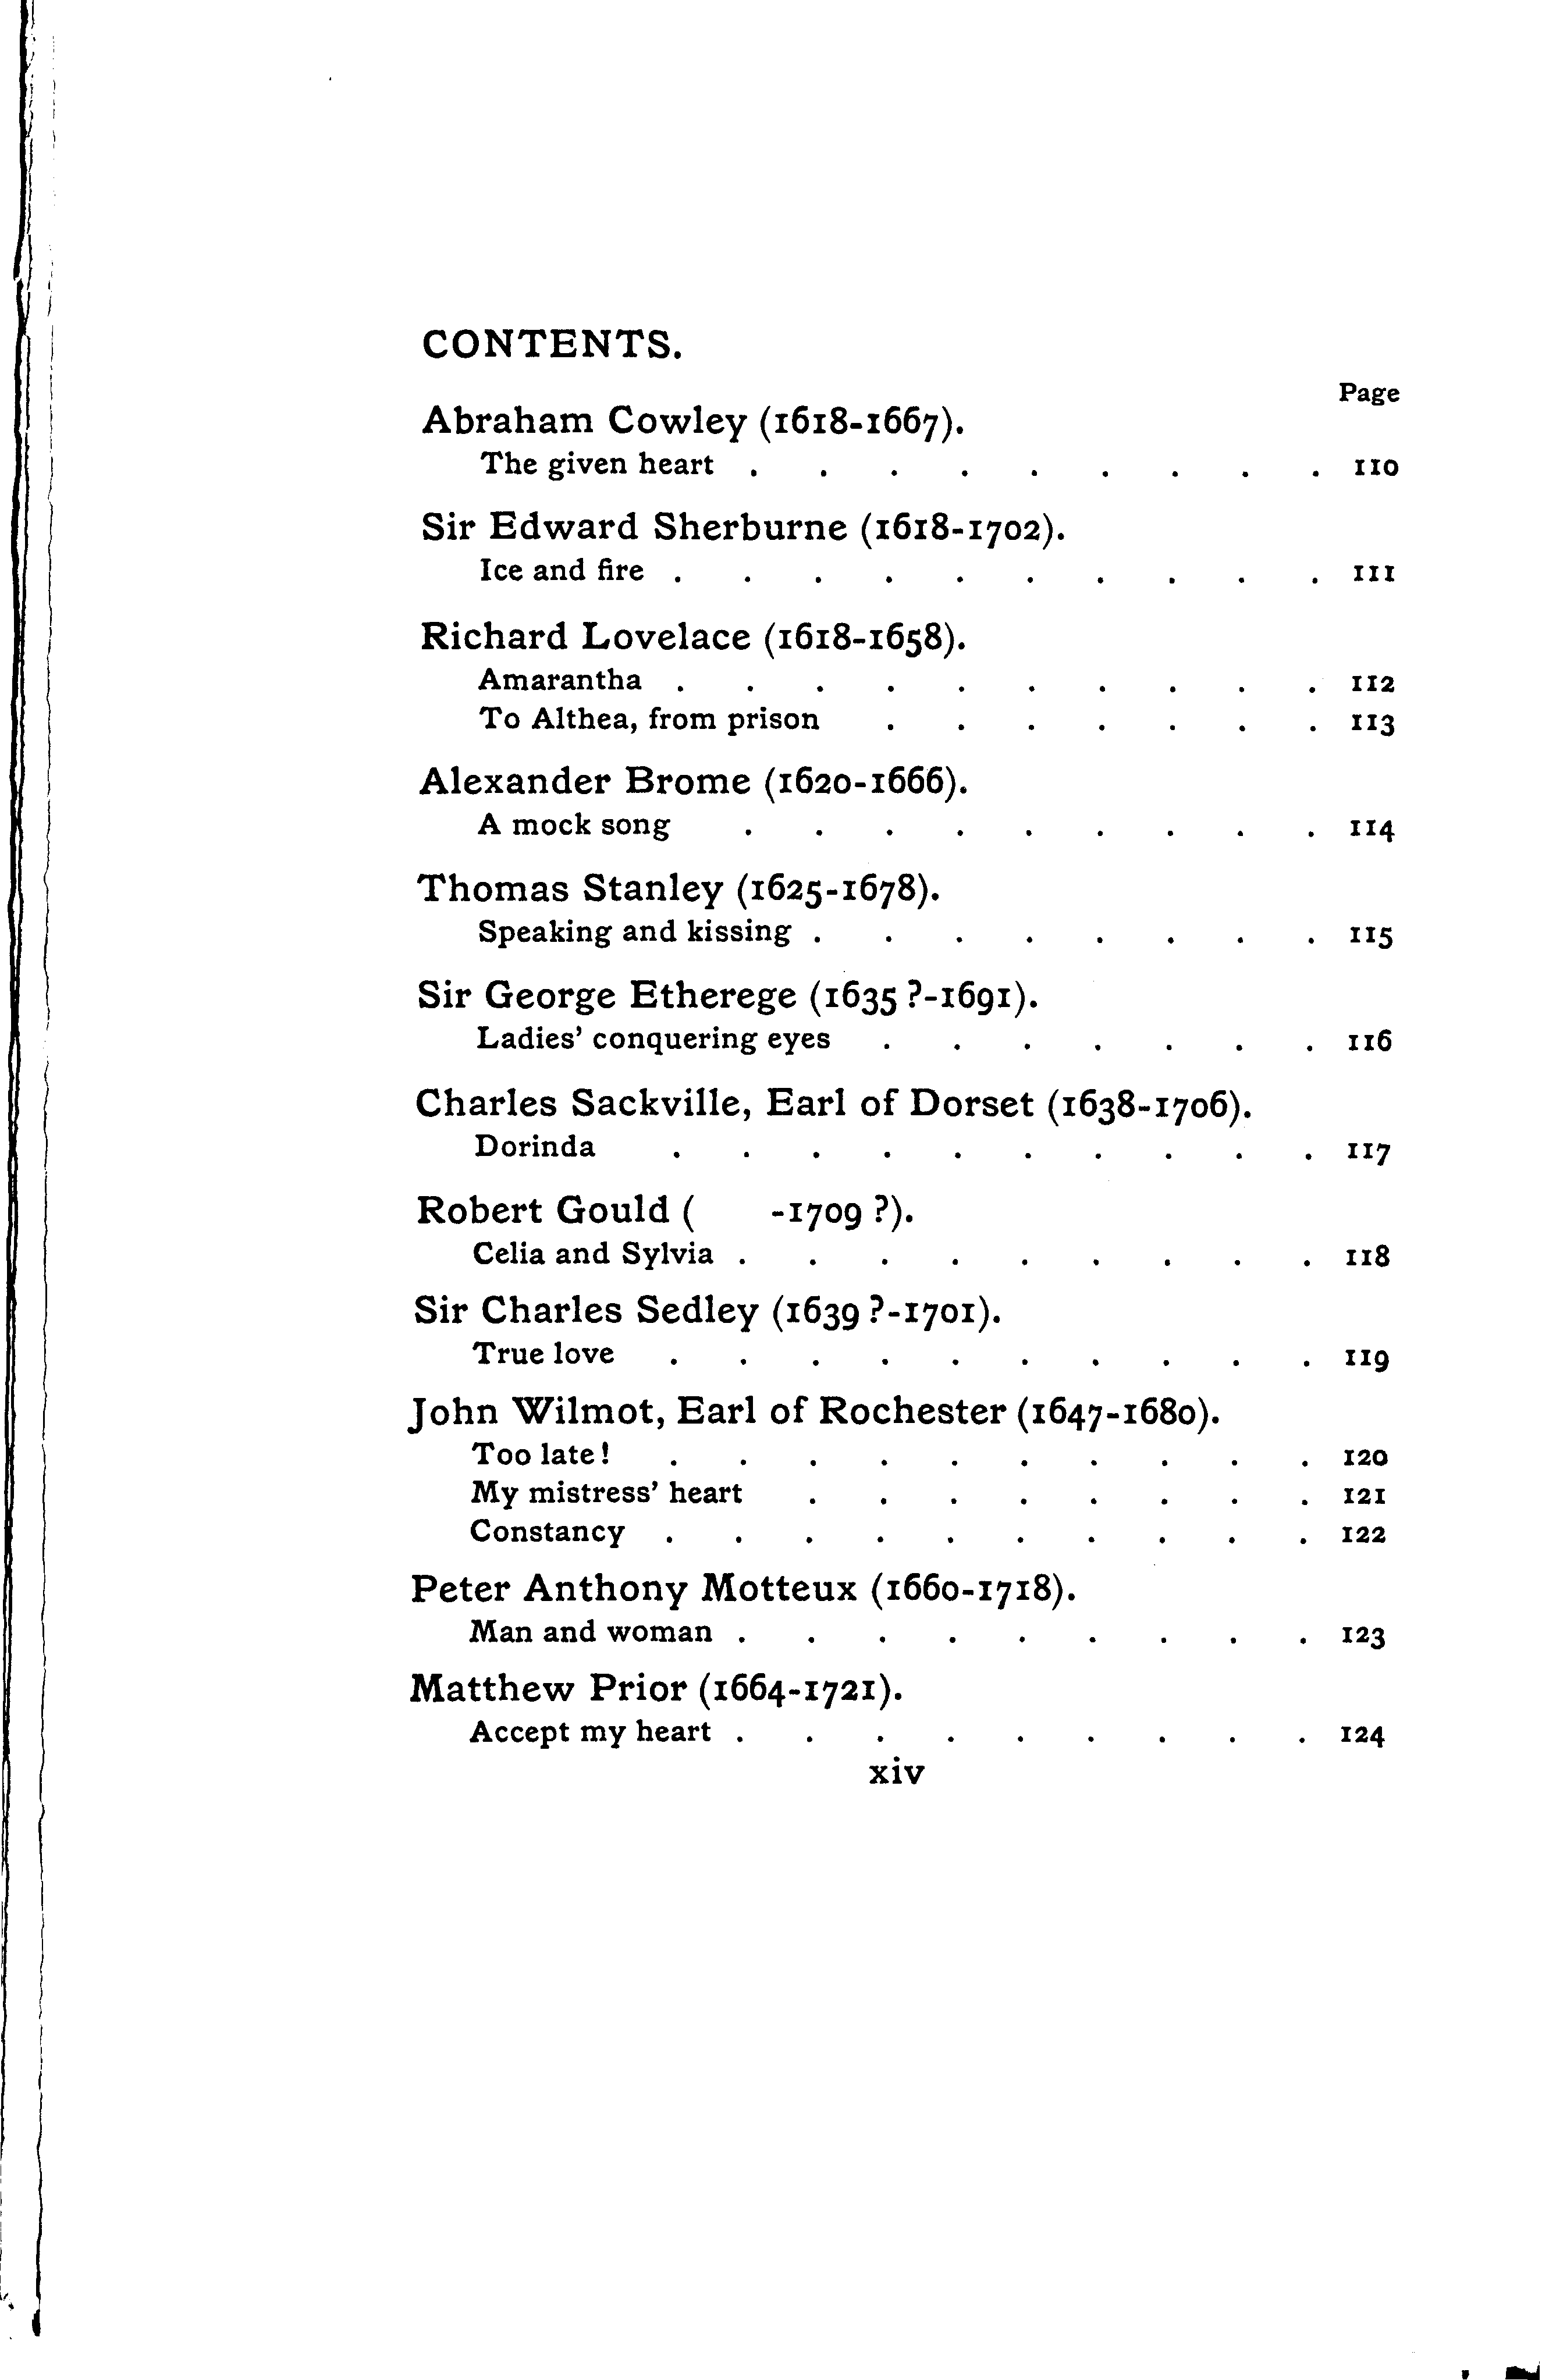 CONTENTS.
Page
Abraham Cowley (1618-1667).
The given heart . . . . . . . . . 110
Sir Edward Sherburne (1618-1702).
Ice and fire . . . . . . . . . . 111
Richard Lovelace (1618-1658).
Amarantha . . . . . . . . . . 112
To Althea, from prison . . . . . . . 113
Alexander Brome (1620-1666).
A mock song . . . . . . . . . 114
Thomas Stanley (1625-1678).
Speaking and kissing . . . . . . . . 115
Sir George Etherege (1635 ?-1691).
Ladies’ conquering eyes . . . . . . . 116
Charles Sackville, Earl of Dorset (1638-1706).
Dorinda . . . . . . . . . . 117
Robert Gould ( -1709 ?).
Celia and Sylvia . . . . . . . . . 118
Sir Charles Sedley (1639 ?-1701).
True love . . . . . . . . . . 119
John Wilmot, Earl of Rochester (1647-1680).
Too late! . . . . . . . . . . 120
My mistress’ heart . . . . . . . . 121
Constancy . . . . . . . . . . 122
Peter Anthony Motteux (1660-1718).
Man and woman . . . . . . . . . 123
Matthew Prior (1664-1721).
Accept my heart . . . . . . . . . 124
xiv